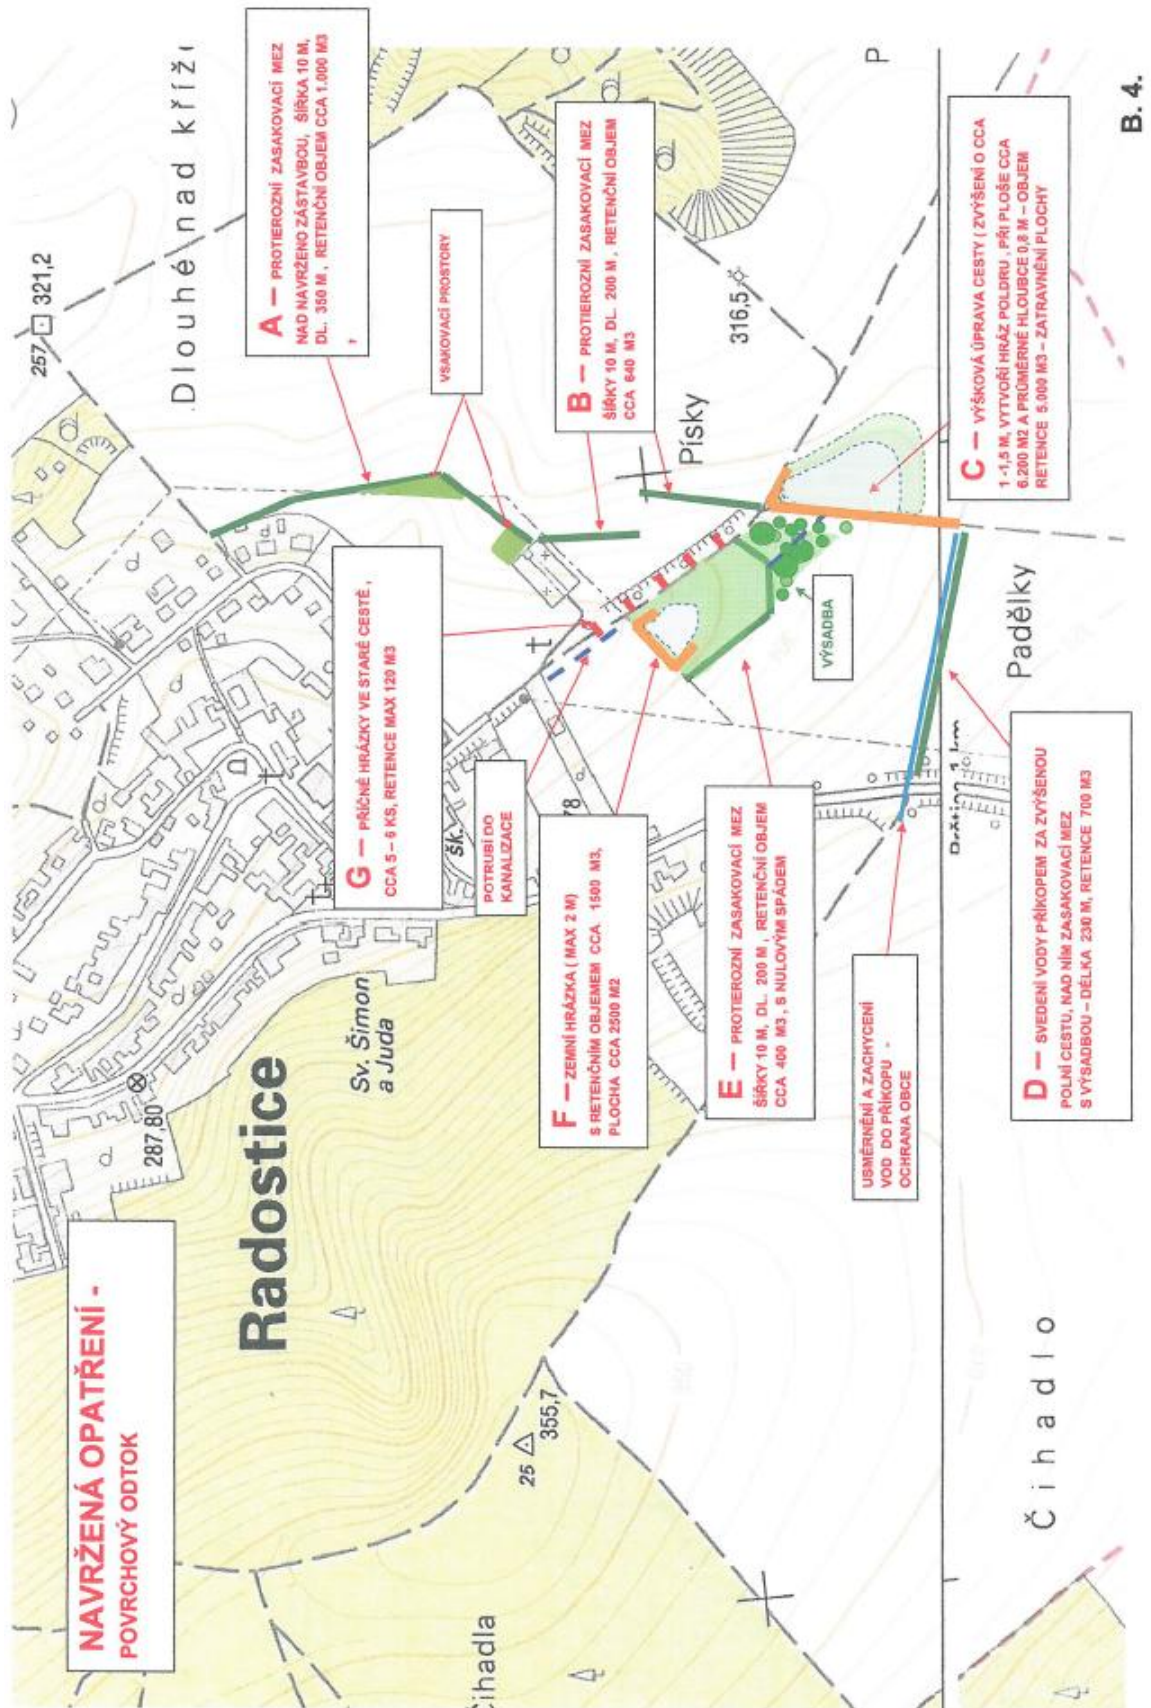 NAVRŽENÁ OPATŘENÍ -
POVRCHOVÝ ODTOK
Radostice
Sv. Šimon
a Juda
287,80
25
355,7
Čihadlo
ihadla
Dlouhé nad kříži
257
321,2
A — PROTIEROZNÍ ZASAKOVACÍ MEZ
NAD NAVRŽENO ZÁSTAVBOU, ŠÍŘKA 10 M,
DL. 350 M , RETENČNÍ OBJEM CCA 1.000 M3
,
VSAKOVACÍ PROSTORY
B — PROTIEROZNÍ ZASAKOVACÍ MEZ
ŠÍŘKY 10 M, DL. 200 M , RETENČNÍ OBJEM
CCA 640 M3
G — PŘÍČNÉ HRÁZKY VE STARÉ CESTĚ ,
CCA 5 – 6 KS, RETENCE MAX 120 M3
šk.
78
POTRUBÍ DO
KANALIZACE
F — ZEMNÍ HRÁZKA ( MAX 2 M)
S RETENČNÍM OBJEMEM CCA. 1500 M3,
PLOCHA CCA 2500 M2
E — PROTIEROZNÍ ZASAKOVACÍ MEZ
ŠÍŘKY 10 M, DL. 200 M , RETENČNÍ OBJEM
CCA 400 M3 , S NULOVÝM SPÁDEM
USMĚRNĚNÍ A ZACHYCENÍ
VOD DO PŘÍKOPU -
OCHRANA OBCE
D — SVEDENÍ VODY PŘÍKOPEM ZA ZVÝŠENOU
POLNÍ CESTU, NAD NÍM ZASAKOVACÍ MEZ
S VÝSADBOU – DÉLKA 230 M, RETENCE 700 M3
VÝSADBA
Písky
316,5
P
Padělky
1 km
C — VÝŠKOVÁ ÚPRAVA CESTY ( ZVÝŠENÍ O CCA
1 -1,5 M, VYTVOŘÍ HRÁZ POLDRU , PŘI PLOŠE CCA
6.200 M2 A PRŮMĚRNÉ HLOUBCE 0,8 M – OBJEM
RETENCE 5.000 M3 – ZATRAVNĚNÍ PLOCHY
B. 4.